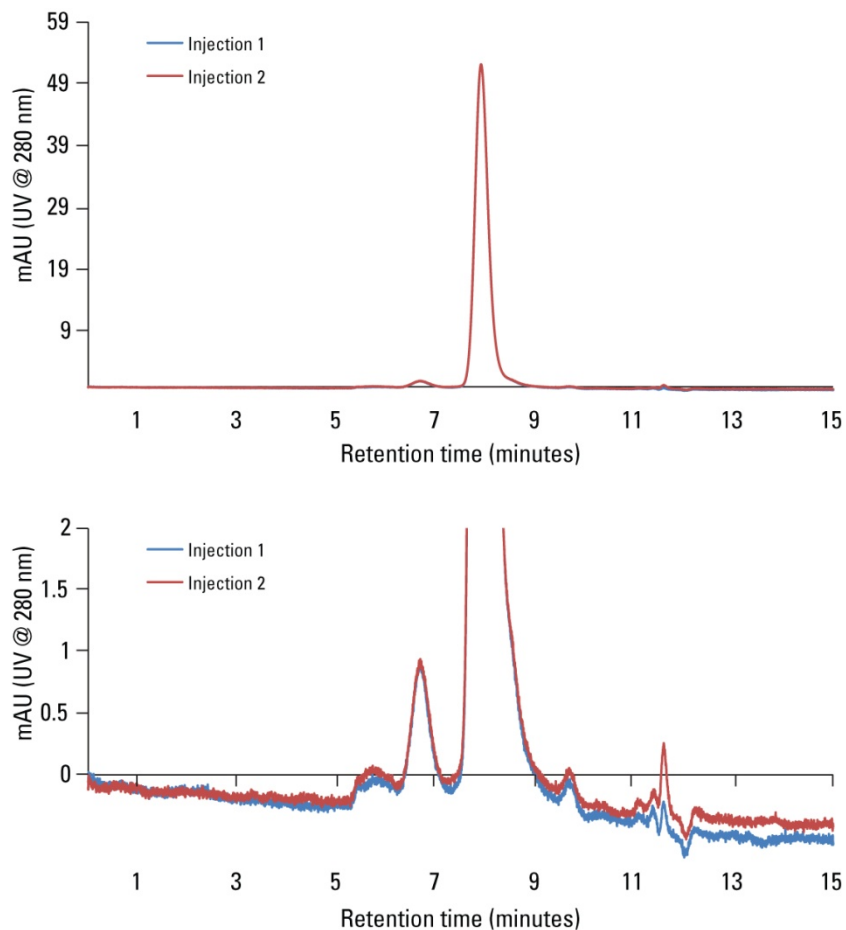 59
49
39
29
19
9
mAU (UV @ 280 nm)
Injection 1
Injection 2
1 3 5 7 9 11 13 15
Retention time (minutes)
2
1.5
1
0.5
0
mAU (UV @ 280 nm)
Injection 1
Injection 2
1 3 5 7 9 11 13 15
Retention time (minutes)